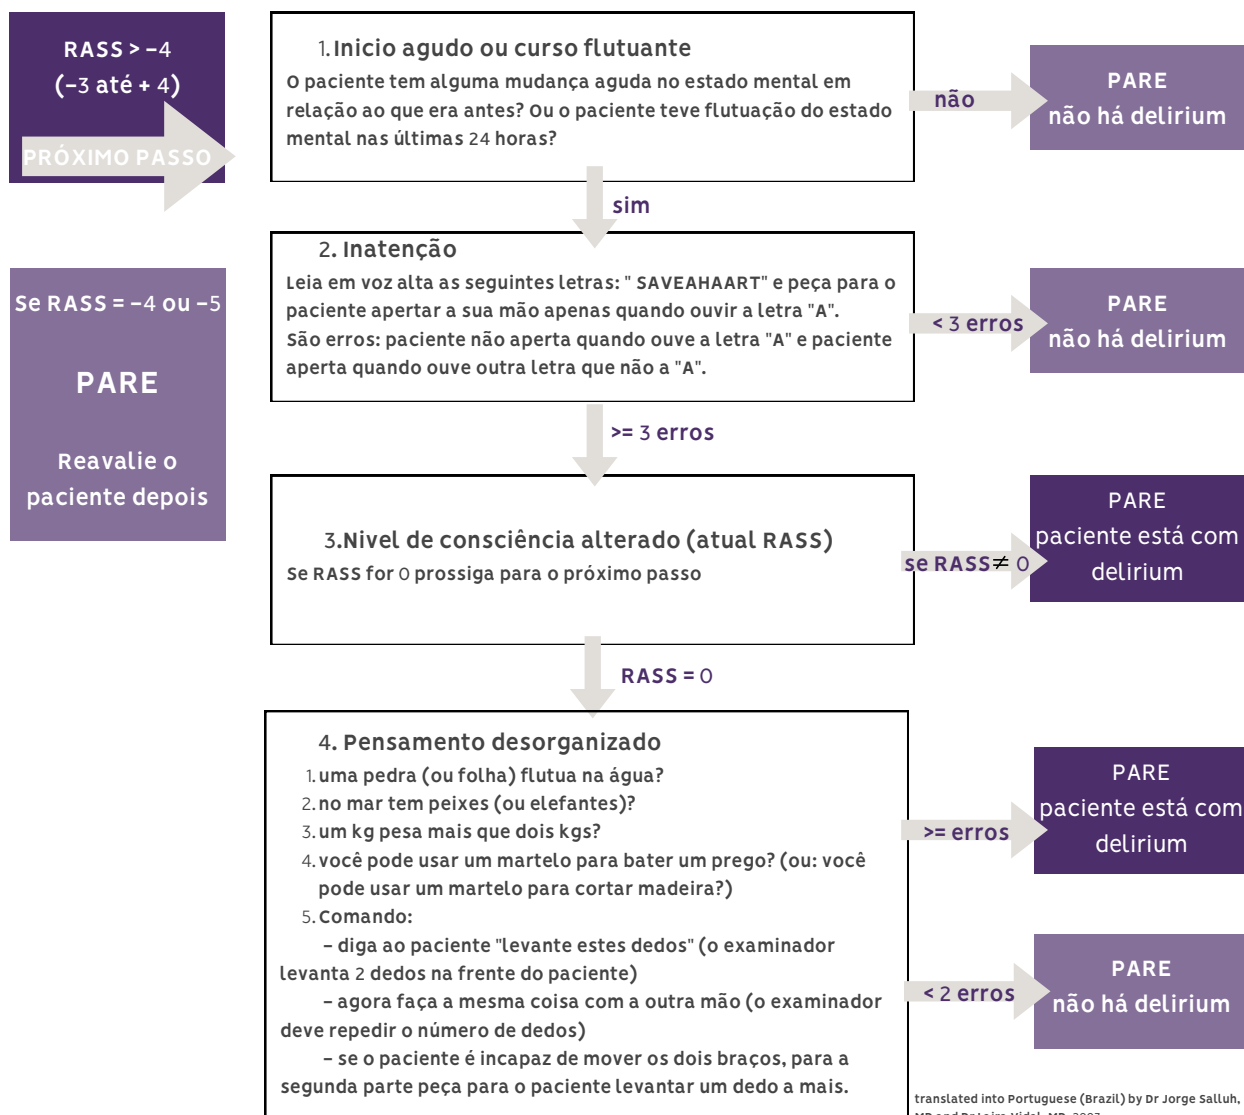 RASS > -4
(-3 até + 4)
PRÓXIMO PASSO
Se RASS = -4 ou -5
PARE
Reavalie o
paciente depois
1. Inicio agudo ou curso flutuante
O paciente tem alguma mudança aguda no estado mental em
relação ao que era antes? Ou o paciente teve flutuação do estado
mental nas últimas 24 horas?
não
PARE
não há delirium
sim
2. Inatenção
Leia em voz alta as seguintes letras: " SAVEAHAART" e peça para o
paciente apertar a sua mão apenas quando ouvir a letra "A".
São erros: paciente não aperta quando ouve a letra "A" e paciente
aperta quando ouve outra letra que não a "A".
< 3 erros
PARE
não há delirium
>= 3 erros
3.Nivel de consciência alterado (atual RASS)
Se RASS for 0 prossiga para o próximo passo
se RASS≠ 0
PARE
paciente está com
delirium
RASS = 0
4. Pensamento desorganizado
1. uma pedra (ou folha) flutua na água?
2. no mar tem peixes (ou elefantes)?
3. um kg pesa mais que dois kgs?
4. você pode usar um martelo para bater um prego? (ou: você
pode usar um martelo para cortar madeira?)
5. Comando:
- diga ao paciente "levante estes dedos" (o examinador
levanta 2 dedos na frente do paciente)
- agora faça a mesma coisa com a outra mão (o examinador
deve repedir o número de dedos)
- se o paciente é incapaz de mover os dois braços, para a
segunda parte peça para o paciente levantar um dedo a mais.
>= erros
PARE
paciente está com
delirium
< 2 erros
PARE
não há delirium
translated into Portuguese (Brazil) by Dr Jorge Salluh,
MD and Dr